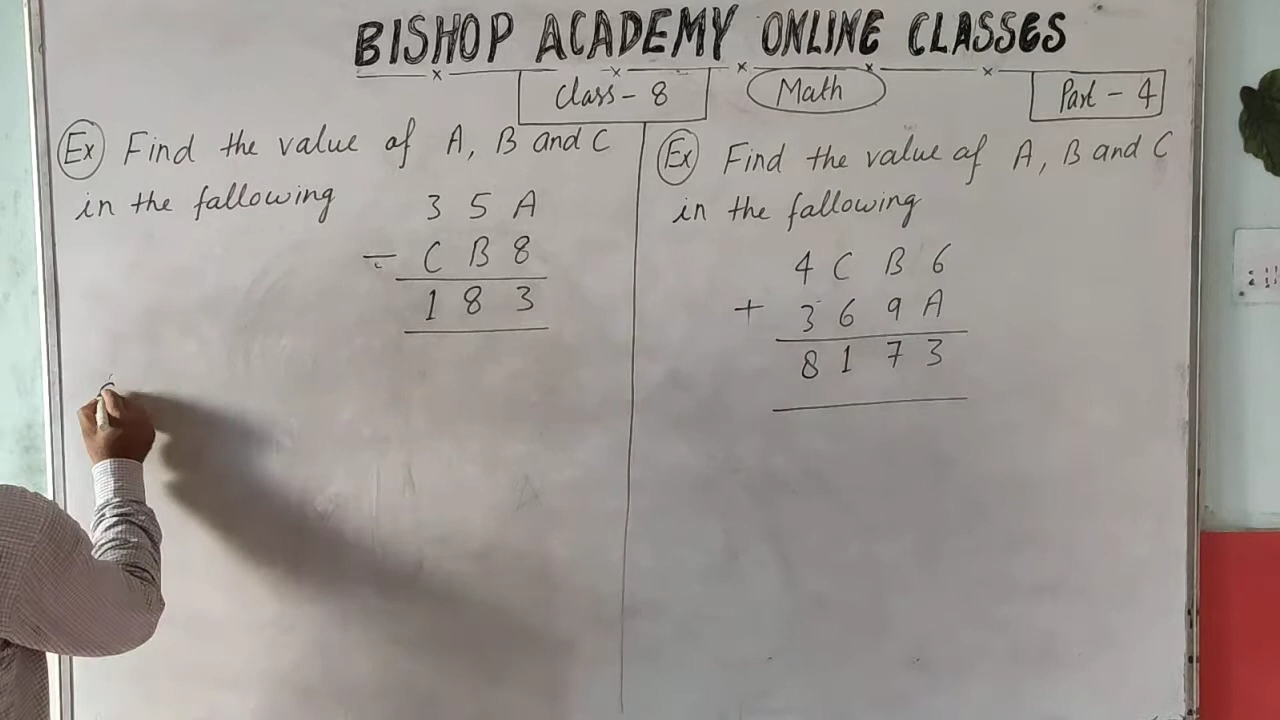 BISHOP ACADEMY ONLINE CLASSES
Class - 8
Math
Part - 4
Ex Find the value of A, B and C
in the fallowing
3 5 A
- C B 8
1 8 3
Ex Find the value af A, B and C
in the fallowing
4 C B 6
+ 3 6 9 A
8 1 7 3